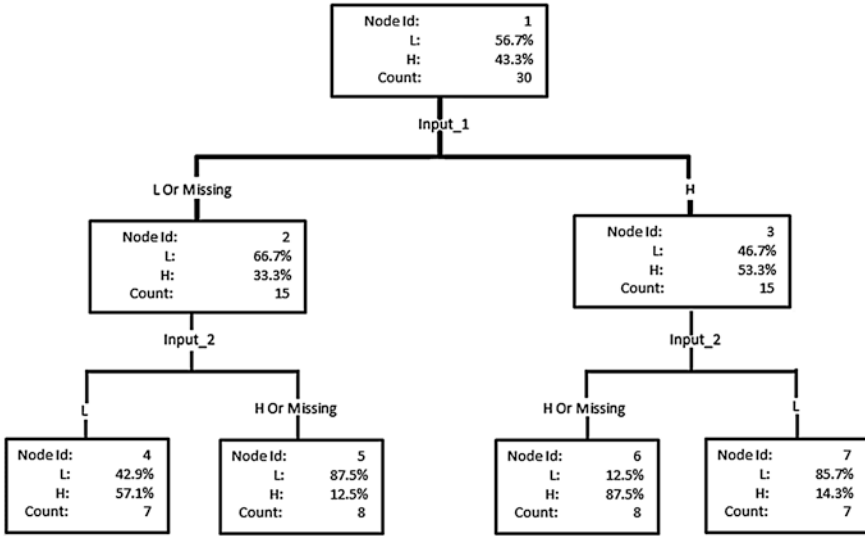 Node Id: 1
L: 56.7%
H: 43.3%
Count: 30
Input_1
L Or Missing
H
Node Id: 2
L: 66.7%
H: 33.3%
Count: 15
Node Id: 3
L: 46.7%
H: 53.3%
Count: 15
Input_2
Input_2
L
H Or Missing
H Or Missing
L
Node Id: 4
L: 42.9%
H: 57.1%
Count: 7
Node Id: 5
L: 87.5%
H: 12.5%
Count: 8
Node Id: 6
L: 12.5%
H: 87.5%
Count: 8
Node Id: 7
L: 85.7%
H: 14.3%
Count: 7